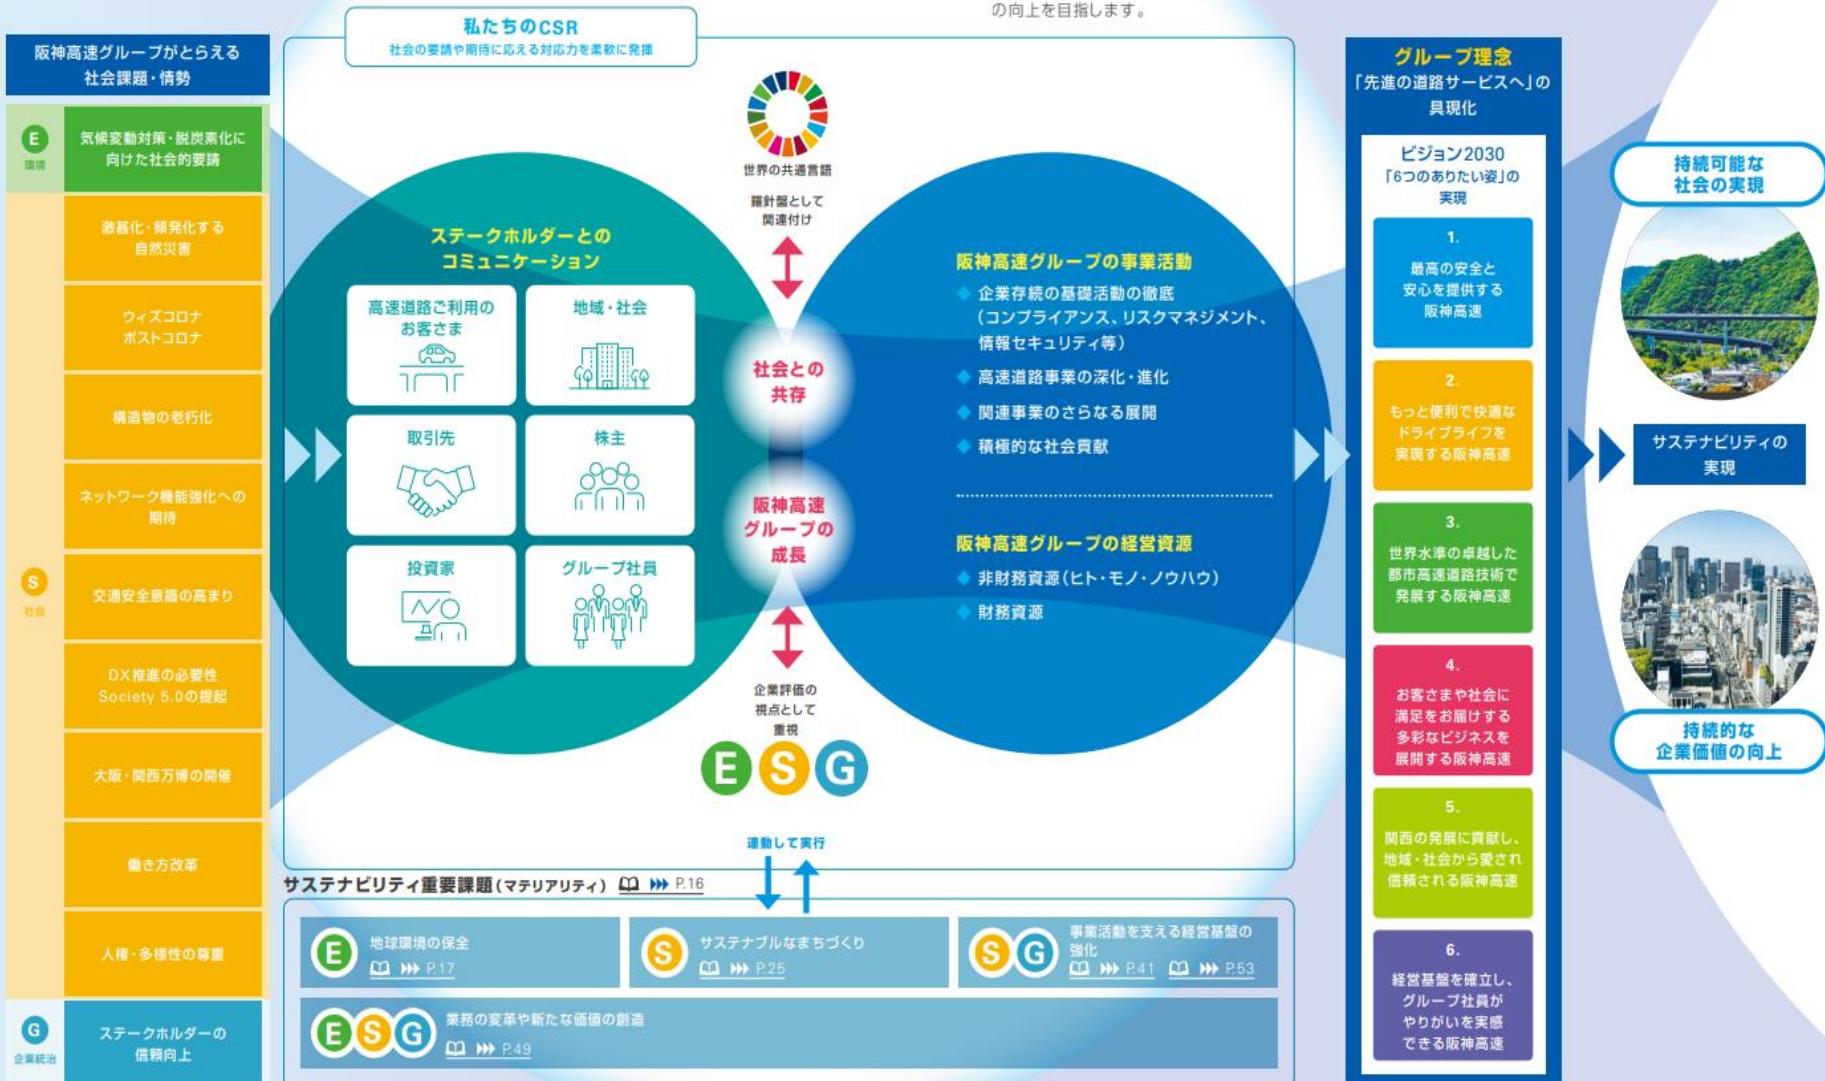 の向上を目指します。
私たちのCSR
社会の要請や期待に応える対応力を柔軟に発揮
阪神高速グループがとらえる
社会課題・情勢
E
環境
気候変動対策・脱炭素化に
向けた社会的要請
S
社会
激甚化・頻発化する
自然災害
ウィズコロナ
ポストコロナ
構造物の老朽化
ネットワーク機能強化への
期待
交通安全意識の高まり
DX推進の必要性
Society 5.0の提起
大阪・関西万博の開催
働き方改革
人権・多様性の尊重
G
企業統治
ステークホルダーの
信頼向上
世界の共通言語
羅針盤として
関連付け
ステークホルダーとの
コミュニケーション
高速道路ご利用の
お客さま
地域・社会
取引先
株主
投資家
グループ社員
社会との
共存
阪神高速
グループの
成長
企業評価の
視点として
重視
E S G
阪神高速グループの事業活動
企業存続の基礎活動の徹底
（コンプライアンス、リスクマネジメント、
情報セキュリティ等）
高速道路事業の深化・進化
関連事業のさらなる展開
積極的な社会貢献
阪神高速グループの経営資源
非財務資源（ヒト・モノ・ノウハウ）
財務資源
連動して実行
サステナビリティ重要課題（マテリアリティ） P.16
E
地球環境の保全
P.17
S
サステナブルなまちづくり
P.25
S G
事業活動を支える経営基盤の
強化
P.41 P.53
E S G
業務の変革や新たな価値の創造
P.49
グループ理念
「先進の道路サービスへ」の
具現化
ビジョン2030
「6つのありたい姿」の
実現
1.
最高の安全と
安心を提供する
阪神高速
2.
もっと便利で快適な
ドライブライフを
実現する阪神高速
3.
世界水準の卓越した
都市高速道路技術で
発展する阪神高速
4.
お客さまや社会に
満足をお届けする
多彩なビジネスを
展開する阪神高速
5.
関西の発展に貢献し、
地域・社会から愛され
信頼される阪神高速
6.
経営基盤を確立し、
グループ社員が
やりがいを実感
できる阪神高速
持続可能な
社会の実現
サステナビリティの
実現
持続的な
企業価値の向上